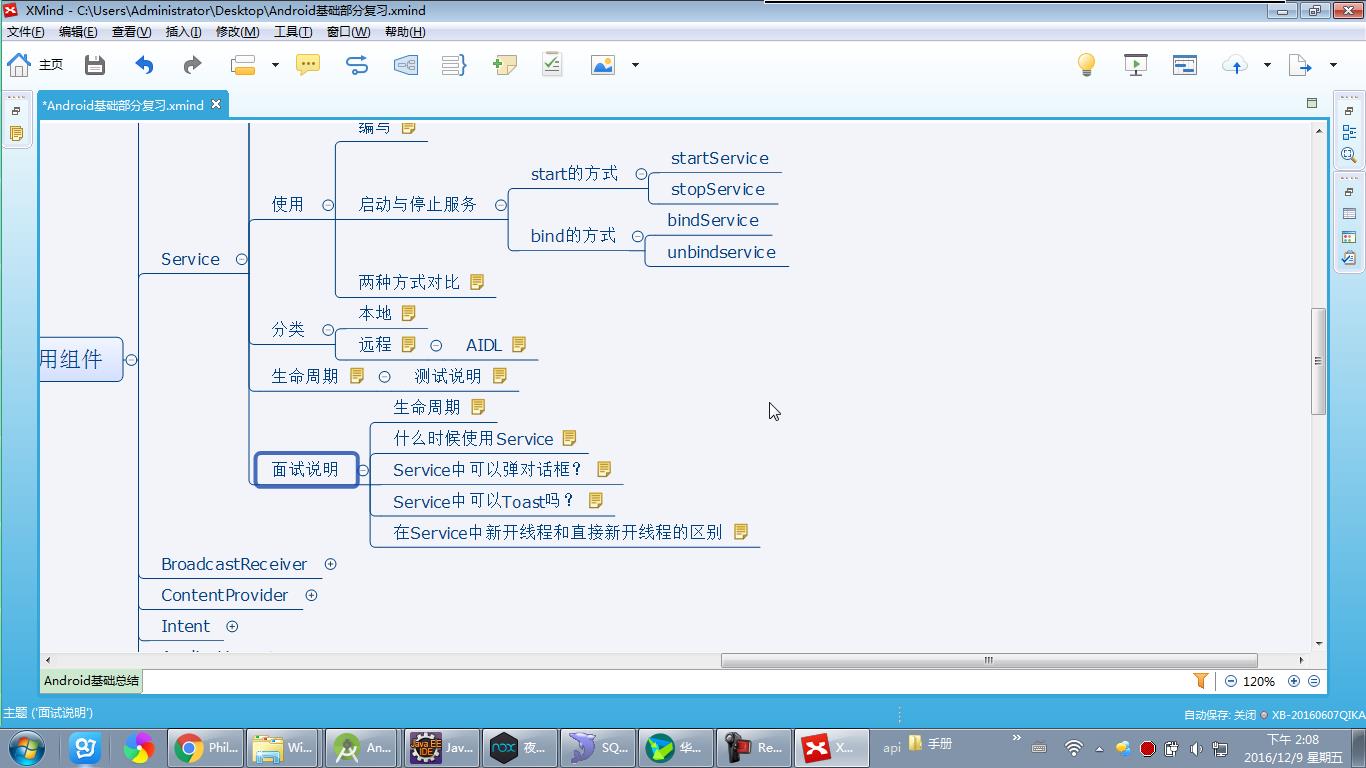 XMind - C:\Users\Administrator\Desktop\Android基础部分复习.xmind
文件(F) 编辑(E) 查看(V) 插入(I) 修改(M) 工具(T) 窗口(W) 帮助(H)
主页
*Android基础部分复习.xmind
编写
startService
start的方式
stopService
使用
启动与停止服务
bindService
bind的方式
unbindservice
Service
两种方式对比
本地
分类
远程
AIDL
用组件
生命周期
测试说明
生命周期
什么时候使用Service
面试说明
Service中可以弹对话框?
Service中可以Toast吗?
在Service中新开线程和直接新开线程的区别
BroadcastReceiver
ContentProvider
Intent
Android基础总结
120%
主题 ('面试说明')
自动保存: 关闭
XB-20160607QIKA
Phil...
Wi...
An...
Jav...
夜...
SQ...
华...
Re...
X...
api
手册
下午 2:08
2016/12/9 星期五